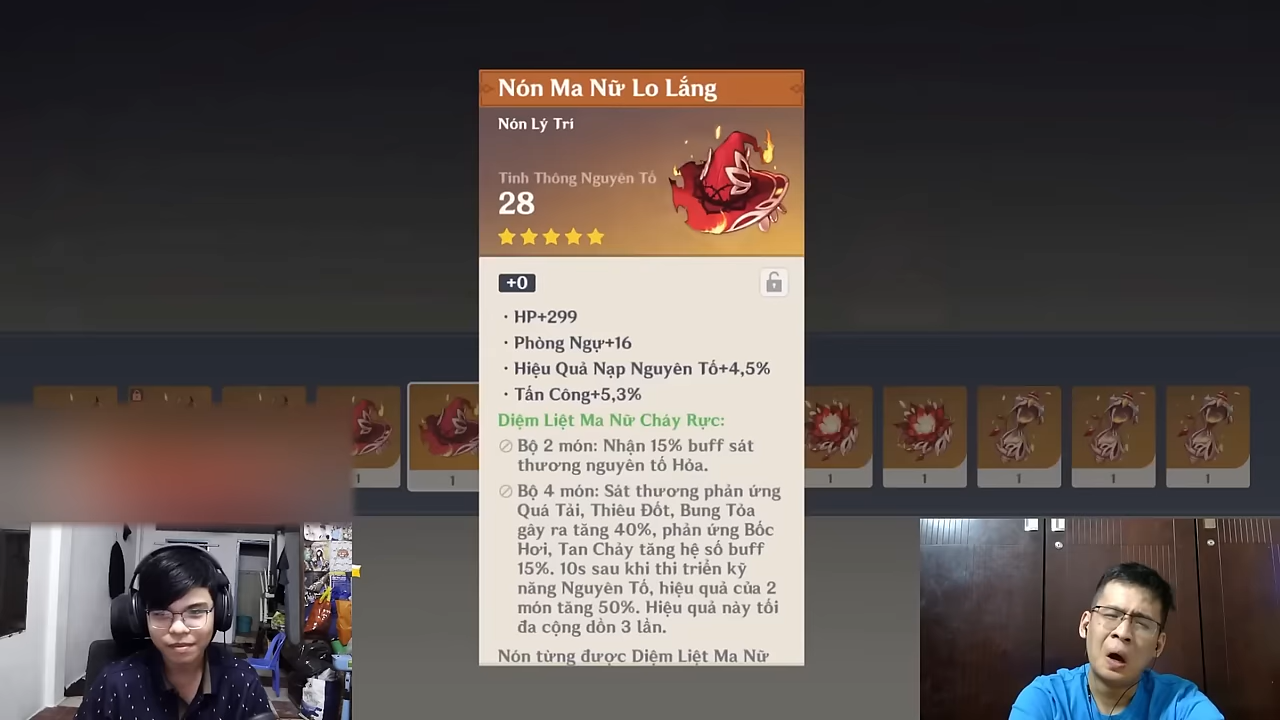 Nón Ma Nữ Lo Lắng
Nón Lý Trí
Tinh Thông Nguyên Tố
28
+0
· HP+299
· Phòng Ngự+16
· Hiệu Quả Nạp Nguyên Tố+4,5%
· Tấn Công+5,3%
Diệm Liệt Ma Nữ Cháy Rực:
Bộ 2 món: Nhận 15% buff sát
thương nguyên tố Hỏa.
Bộ 4 món: Sát thương phản ứng
Quá Tải, Thiêu Đốt, Bung Tỏa
gây ra tăng 40%, phản ứng Bốc
Hơi, Tan Chảy tăng hệ số buff
15%. 10s sau khi thi triển kỹ
năng Nguyên Tố, hiệu quả của 2
món tăng 50%. Hiệu quả này tối
đa cộng dồn 3 lần.
Nón từng được Diệm Liệt Ma Nữ
1 1 1 1 1 1 1